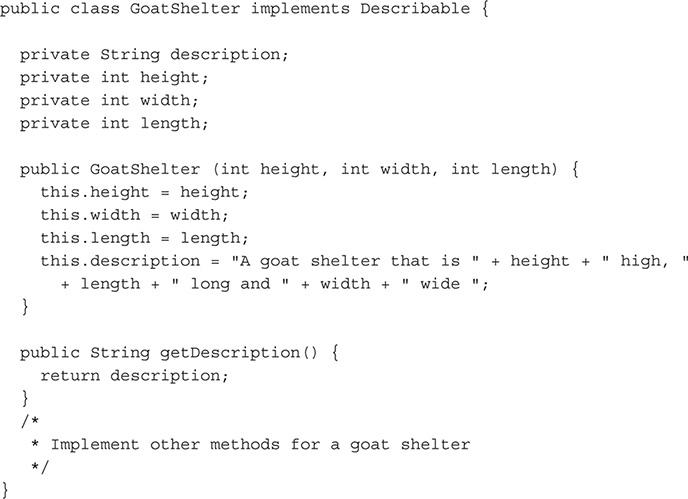 public class GoatShelter implements Describable {
private String description;
private int height;
private int width;
private int length;
public GoatShelter (int height, int width, int length) {
this.height = height;
this.width = width;
this.length = length;
this.description = "A goat shelter that is " + height + " high, "
+ length + " long and " + width + " wide ";
}
public String getDescription() {
return description;
}
/*
* Implement other methods for a goat shelter
*/
}